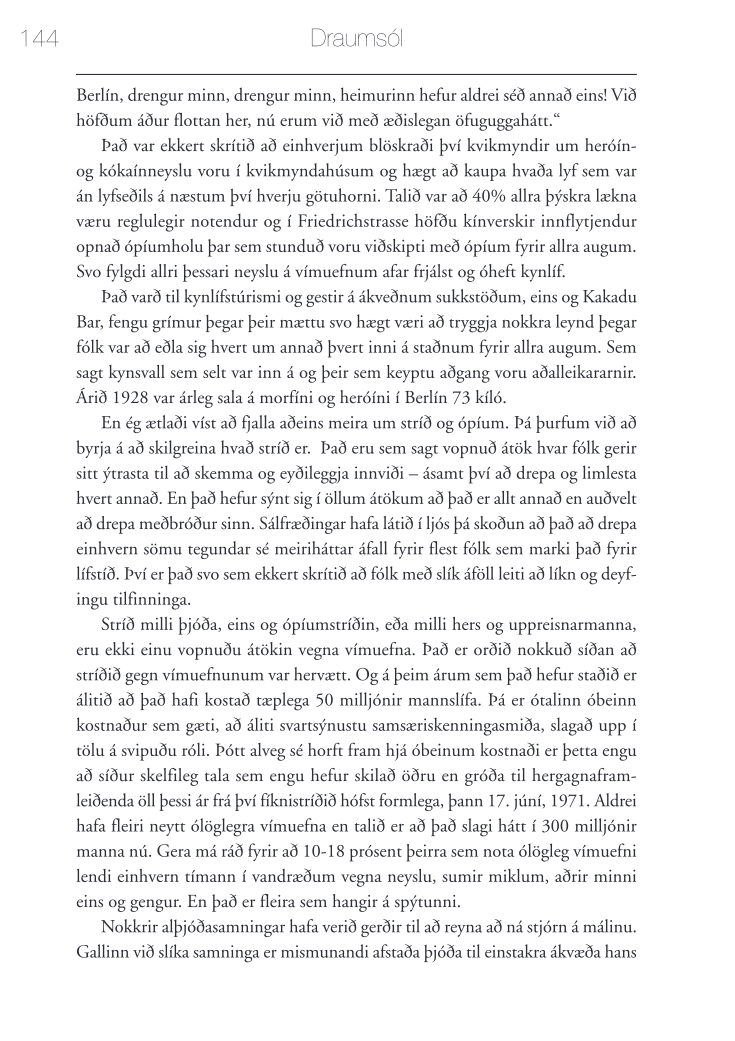 144
Draumsól
Berlín, drengur minn, drengur minn, heimurinn hefur aldrei séð annað eins! Við
höfðum áður flottan her, nú erum við með æðislegan öfuguggahátt.“
Það var ekkert skrítið að einhverjum blöskraði því kvikmyndir um heróín-
og kókaínneyslu voru í kvikmyndahúsum og hægt að kaupa hvaða lyf sem var
án lyfseðils á næstum því hverju götuhorni. Talið var að 40% allra þýskra lækna
væru reglulegir notendur og í Friedrichstrasse höfðu kínverskir innflytjendur
opnað ópíumholu þar sem stunduð voru viðskipti með ópíum fyrir allra augum.
Svo fylgdi allri þessari neyslu á vímuefnum afar frjálst og óheft kynlíf.
Það varð til kynlífstúrismi og gestir á ákveðnum sukkstöðum, eins og Kakadu
Bar, fengu grímur þegar þeir mættu svo hægt væri að tryggja nokkra leynd þegar
fólk var að eðla sig hvert um annað þvert inni á staðnum fyrir allra augum. Sem
sagt kynsvall sem selt var inn á og þeir sem keyptu aðgang voru aðalleikararnir.
Árið 1928 var árleg sala á morfíni og heróíni í Berlín 73 kíló.
En ég ætlaði víst að fjalla aðeins meira um stríð og ópíum. Þá þurfum við að
byrja á að skilgreina hvað stríð er.  Það eru sem sagt vopnuð átök hvar fólk gerir
sitt ýtrasta til að skemma og eyðileggja innviði – ásamt því að drepa og limlesta
hvert annað. En það hefur sýnt sig í öllum átökum að það er allt annað en auðvelt
að drepa meðbróður sinn. Sálfræðingar hafa látið í ljós þá skoðun að það að drepa
einhvern sömu tegundar sé meiriháttar áfall fyrir flest fólk sem marki það fyrir
lífstíð. Því er það svo sem ekkert skrítið að fólk með slík áföll leiti að líkn og deyf-
ingu tilfinninga.
Stríð milli þjóða, eins og ópíumstríðin, eða milli hers og uppreisnarmanna,
eru ekki einu vopnuðu átökin vegna vímuefna. Það er orðið nokkuð síðan að
stríðið gegn vímuefnunum var hervætt. Og á þeim árum sem það hefur staðið er
álitið að það hafi kostað tæplega 50 milljónir mannslífa. Þá er ótalinn óbeinn
kostnaður sem gæti, að áliti svartsýnustu samsæriskenningasmiða, slagað upp í
tölu á svipuðu róli. Þótt alveg sé horft fram hjá óbeinum kostnaði er þetta engu
að síður skelfileg tala sem engu hefur skilað öðru en gróða til hergagnafram-
leiðenda öll þessi ár frá því fíknistríðið hófst formlega, þann 17. júní, 1971. Aldrei
hafa fleiri neytt ólöglegra vímuefna en talið er að það slagi hátt í 300 milljónir
manna nú. Gera má ráð fyrir að 10-18 prósent þeirra sem nota ólögleg vímuefni
lendi einhvern tímann í vandræðum vegna neyslu, sumir miklum, aðrir minni
eins og gengur. En það er fleira sem hangir á spýtunni.
Nokkrir alþjóðasamningar hafa verið gerðir til að reyna að ná stjórn á málinu.
Gallinn við slíka samninga er mismunandi afstaða þjóða til einstakra ákvæða hans